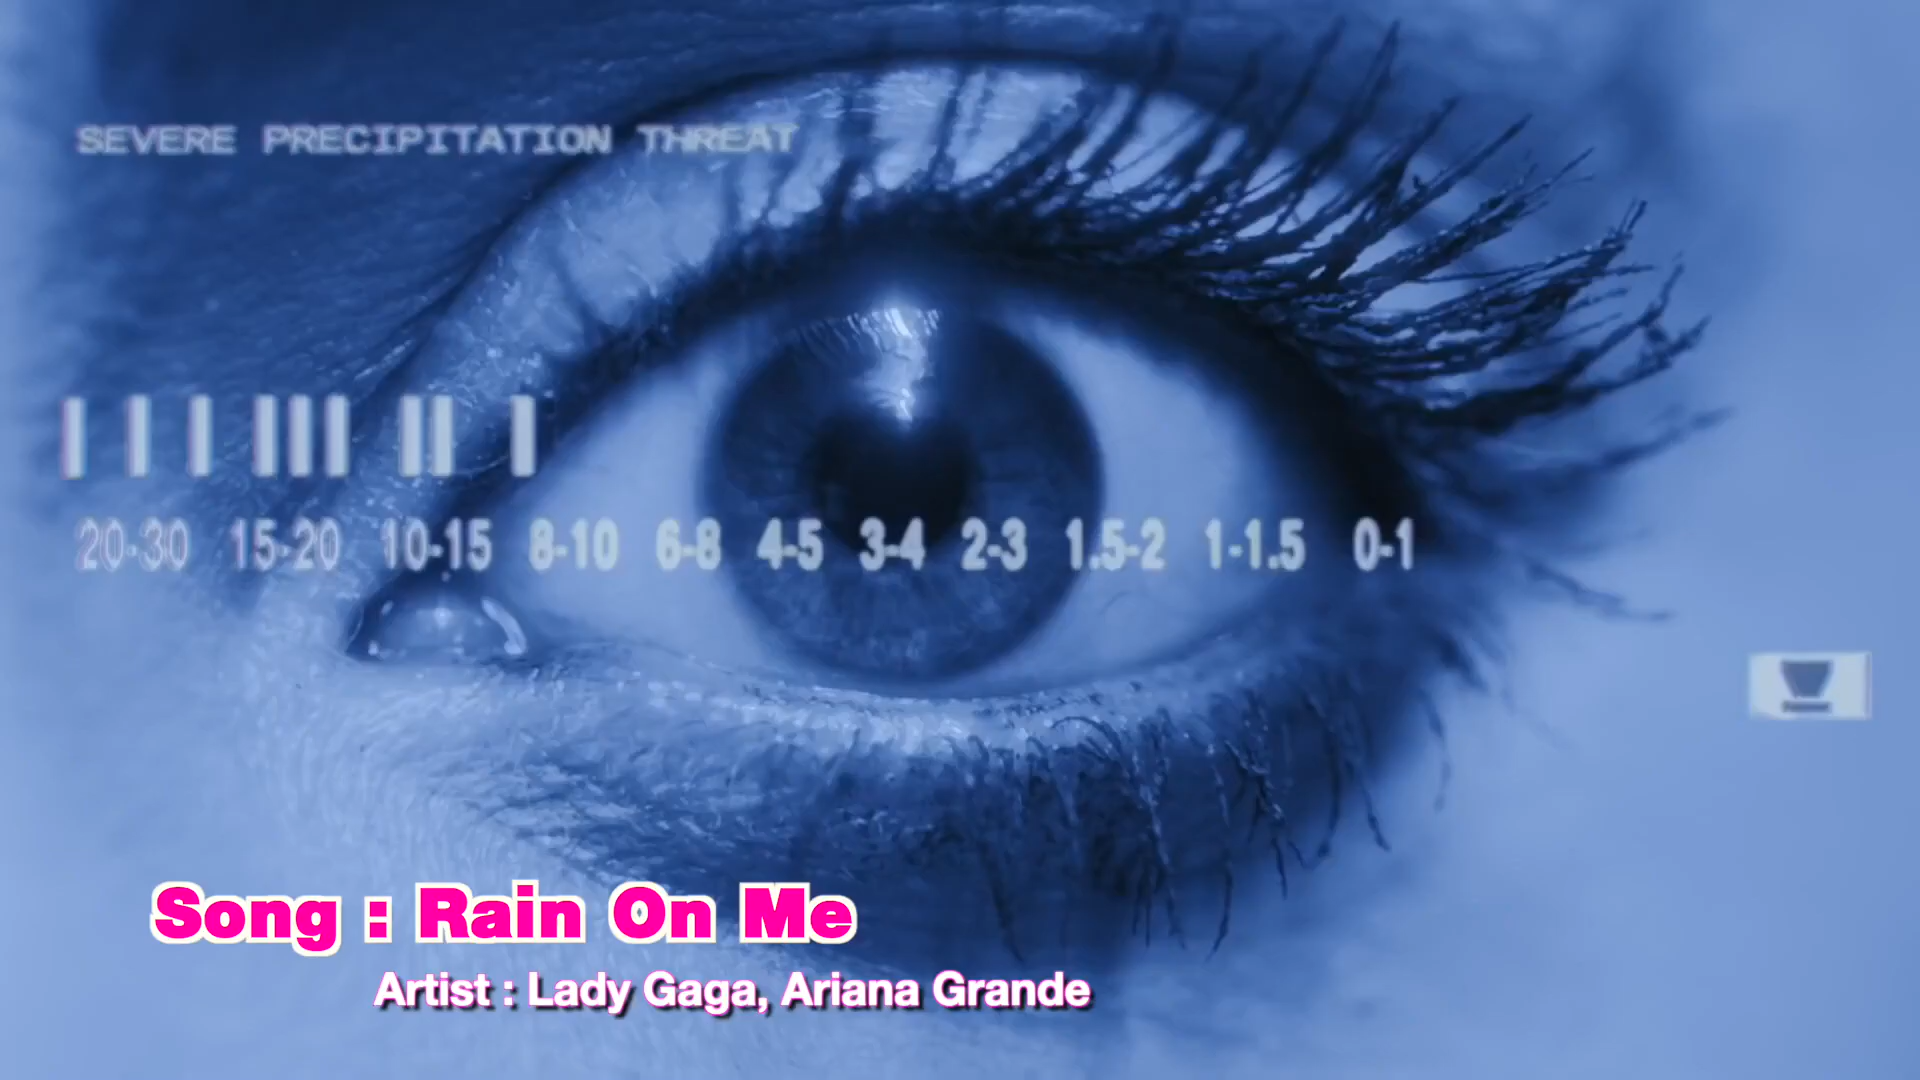 SEVERE PRECIPITATION THREAT
20-30 15-20 10-15 8-10 6-8 4-5 3-4 2-3 1.5-2 1-1.5 0-1
Song : Rain On Me
Artist : Lady Gaga, Ariana Grande